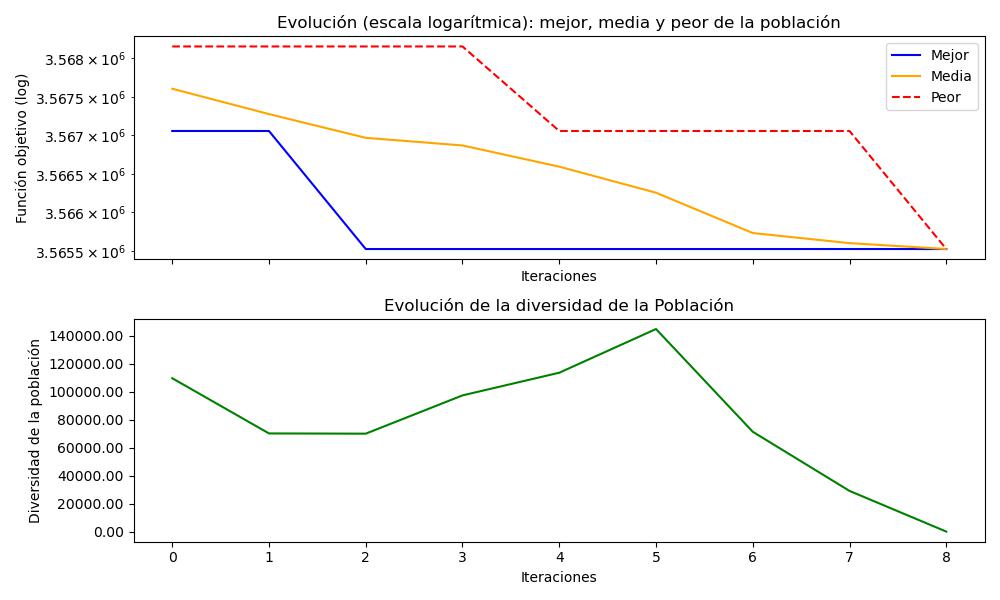 Evolución (escala logarítmica): mejor, media y peor de la población
Función objetivo (log)
3.568 × 10⁶
3.5675 × 10⁶
3.567 × 10⁶
3.5665 × 10⁶
3.566 × 10⁶
3.5655 × 10⁶
Mejor
Media
Peor
Iteraciones
Evolución de la diversidad de la Población
Diversidad de la población
140000.00
120000.00
100000.00
80000.00
60000.00
40000.00
20000.00
0.00
0 1 2 3 4 5 6 7 8
Iteraciones